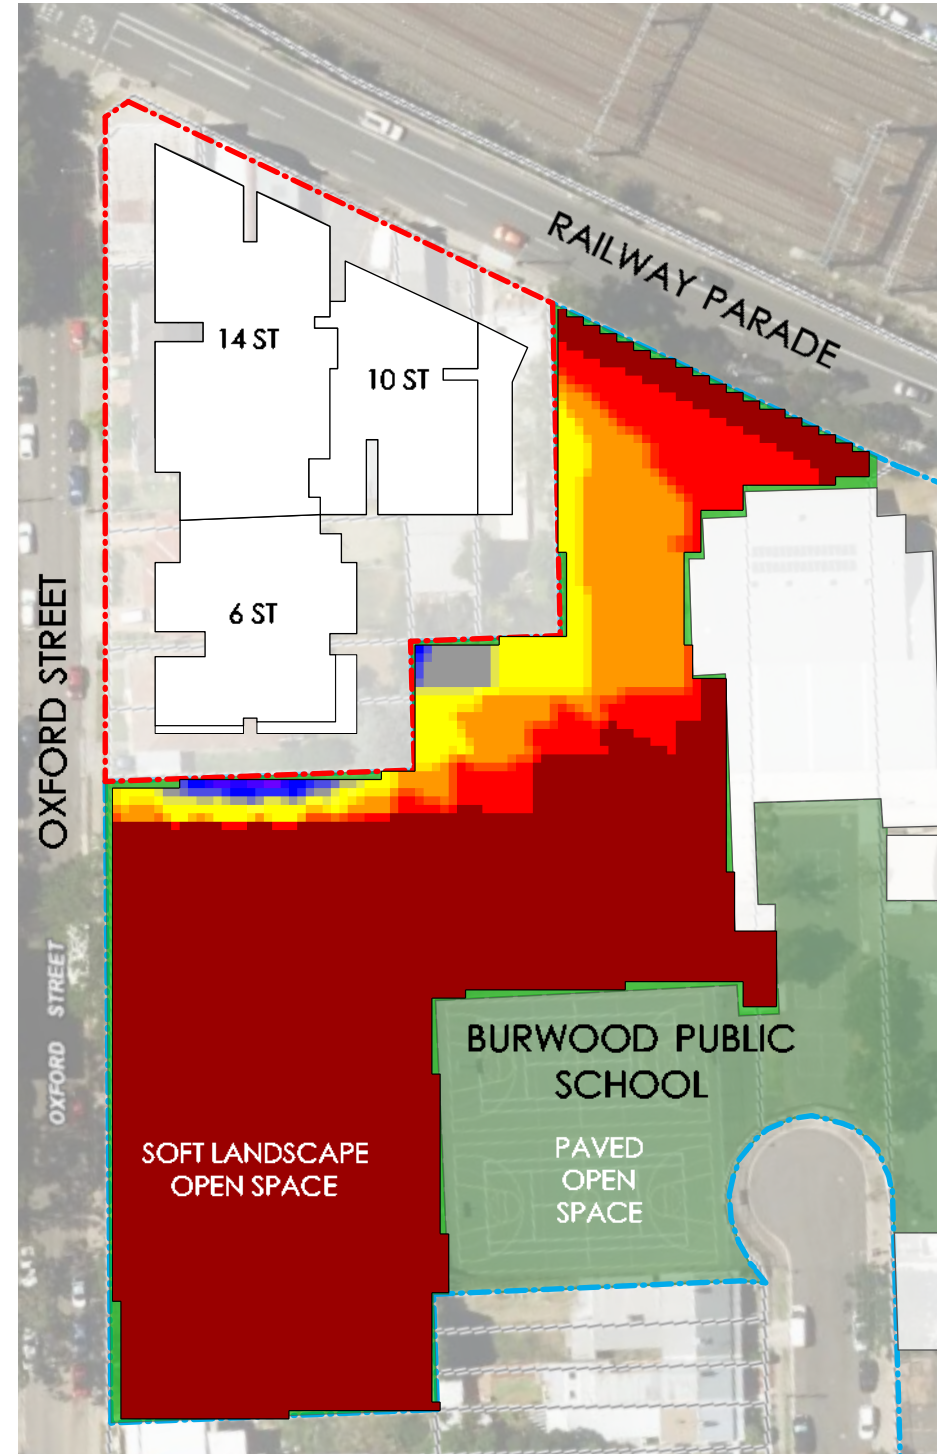 RAILWAY PARADE
14 ST
10 ST
6 ST
OXFORD STREET
OXFORD STREET
BURWOOD PUBLIC
SCHOOL
SOFT LANDSCAPE
OPEN SPACE
PAVED
OPEN
SPACE